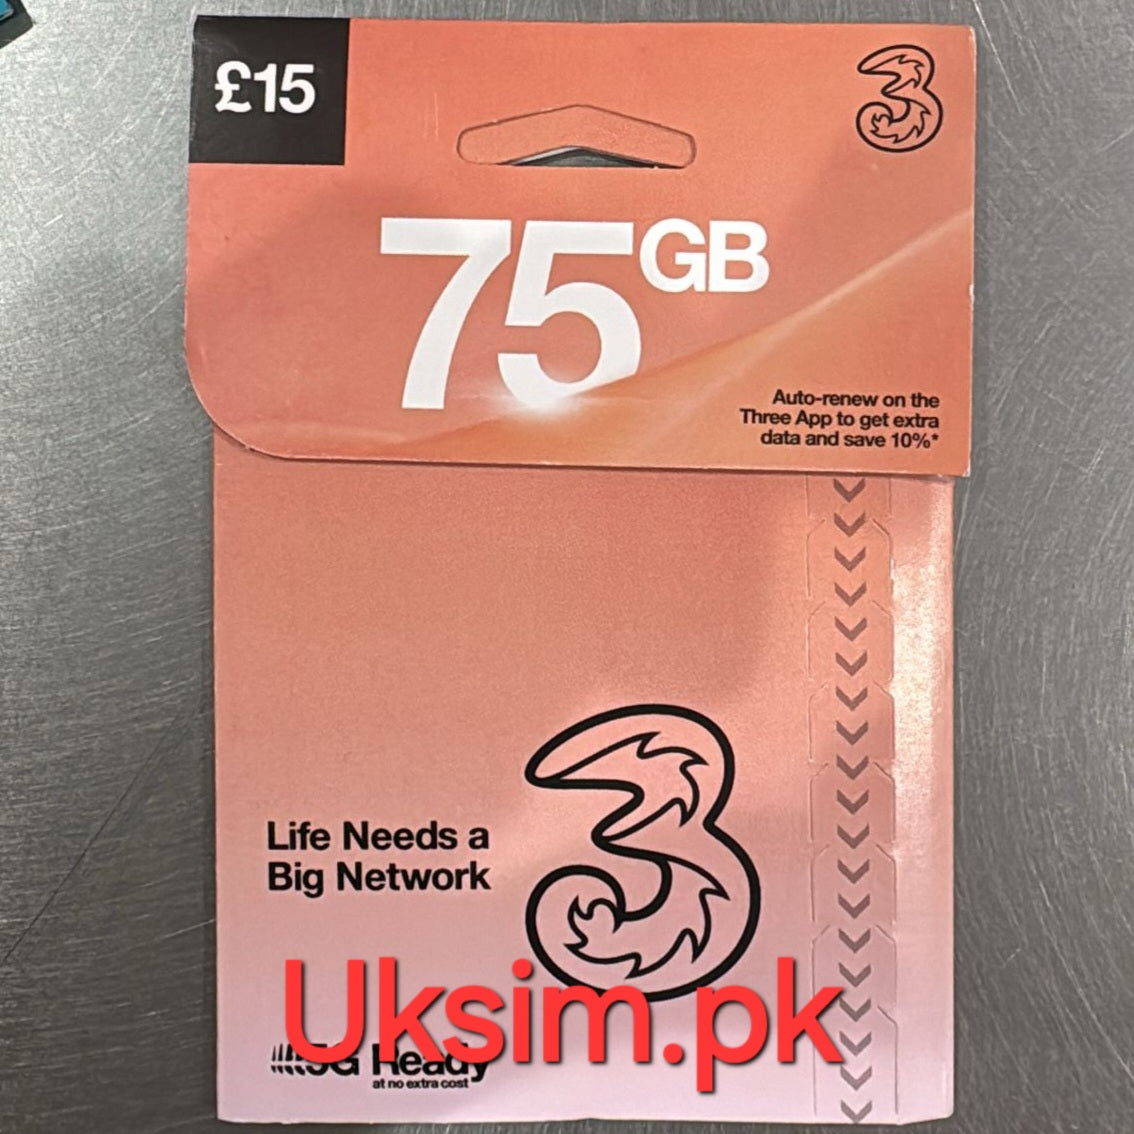 £15
75GB
Auto-renew on the
Three App to get extra
data and save 10%*
Life Needs a
Big Network
Uksim.pk
5G Ready
at no extra cost